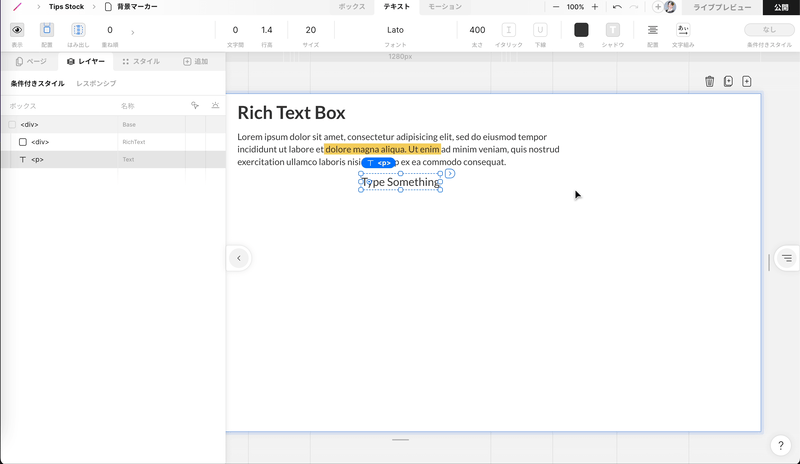 Tips Stock
背景マーカー
ボックス テキスト モーション
100%
ライブプレビュー
公開
表示 配置 はみ出し 0 重ね順
0 文字間
1.4 行高
20 サイズ
Lato フォント
400 太さ
I イタリック
U 下線
色
T シャドウ
配置
あぃ 文字組み
なし 条件付きスタイル
ページ レイヤー スタイル 追加
1280px
条件付きスタイル レスポンシブ
ボックス 名称
<div> Base
<div> RichText
T <p> Text
Rich Text Box
Lorem ipsum dolor sit amet, consectetur adipisicing elit, sed do eiusmod tempor
incididunt ut labore et dolore magna aliqua. Ut enim ad minim veniam, quis nostrud
exercitation ullamco laboris nisi T <p> ex ea commodo consequat.
Type Something
?